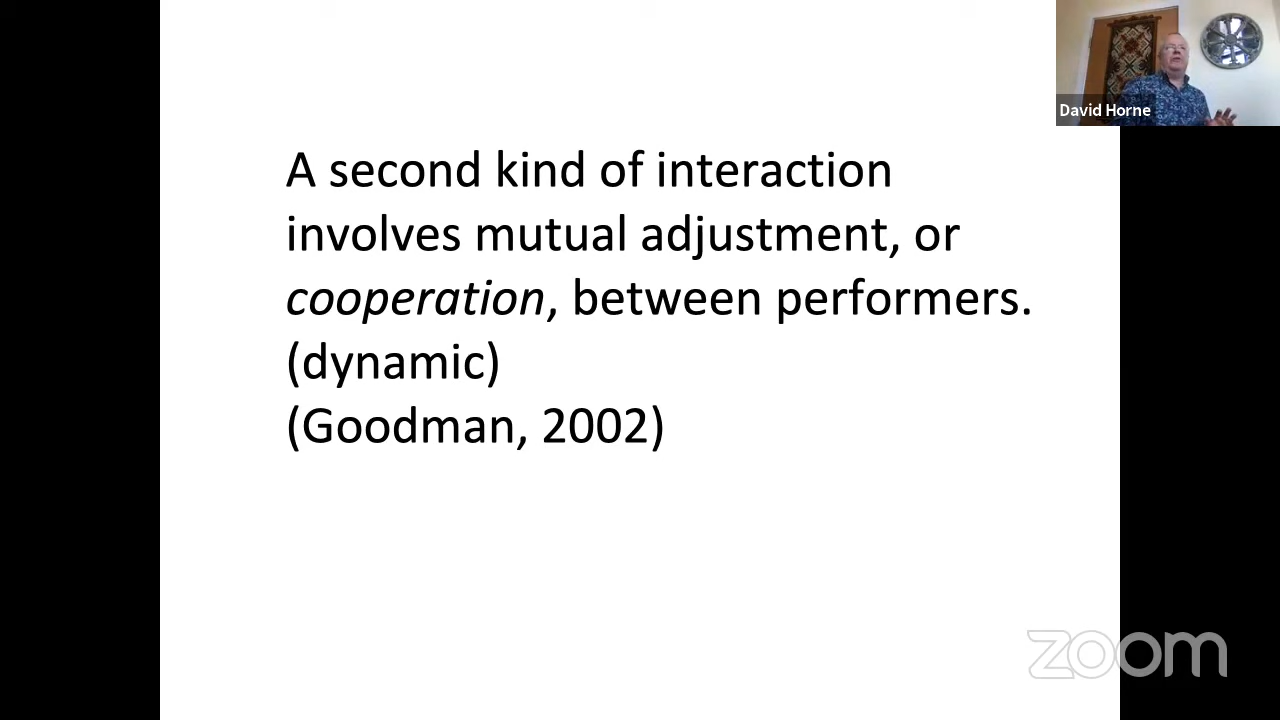 David Horne
A second kind of interaction
involves mutual adjustment, or
cooperation, between performers.
(dynamic)
(Goodman, 2002)
zoom